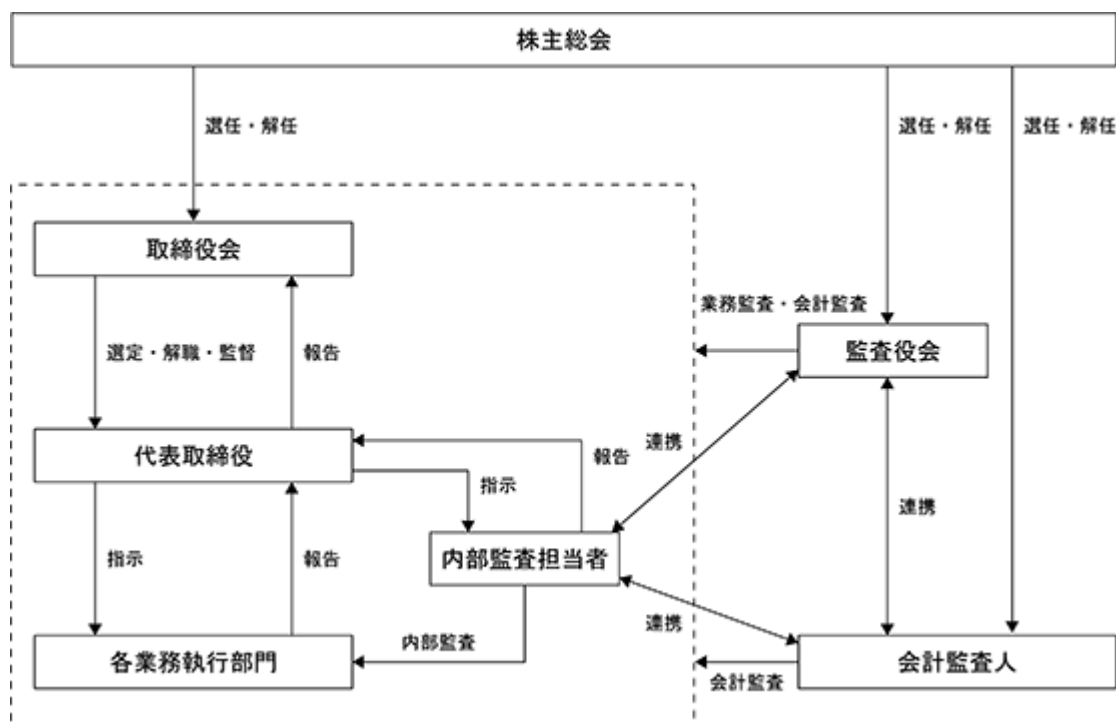 株主総会
選任・解任
選任・解任
選任・解任
取締役会
業務監査・会計監査
監査役会
選定・解職・監督
報告
代表取締役
報告
連携
指示
連携
内部監査担当者
指示
報告
連携
内部監査
各業務執行部門
会計監査人
会計監査